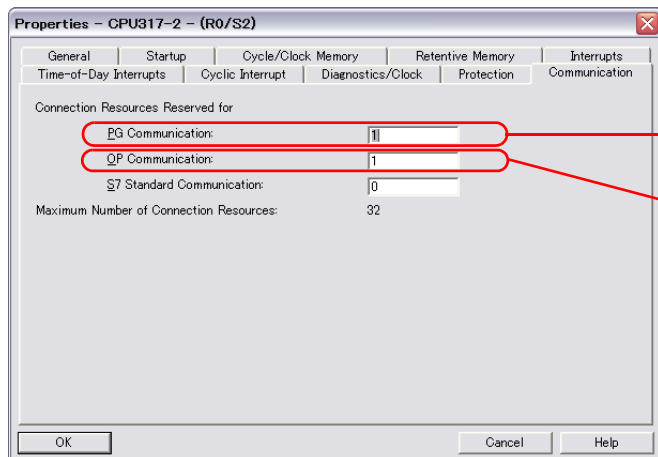 Properties - CPU317-2 - (R0/S2)
General Startup Cycle/Clock Memory Retentive Memory Interrupts
Time-of-Day Interrupts Cyclic Interrupt Diagnostics/Clock Protection Communication
Connection Resources Reserved for
PG Communication: 1
OP Communication: 1
S7 Standard Communication: 0
Maximum Number of Connection Resources: 32
OK Cancel Help